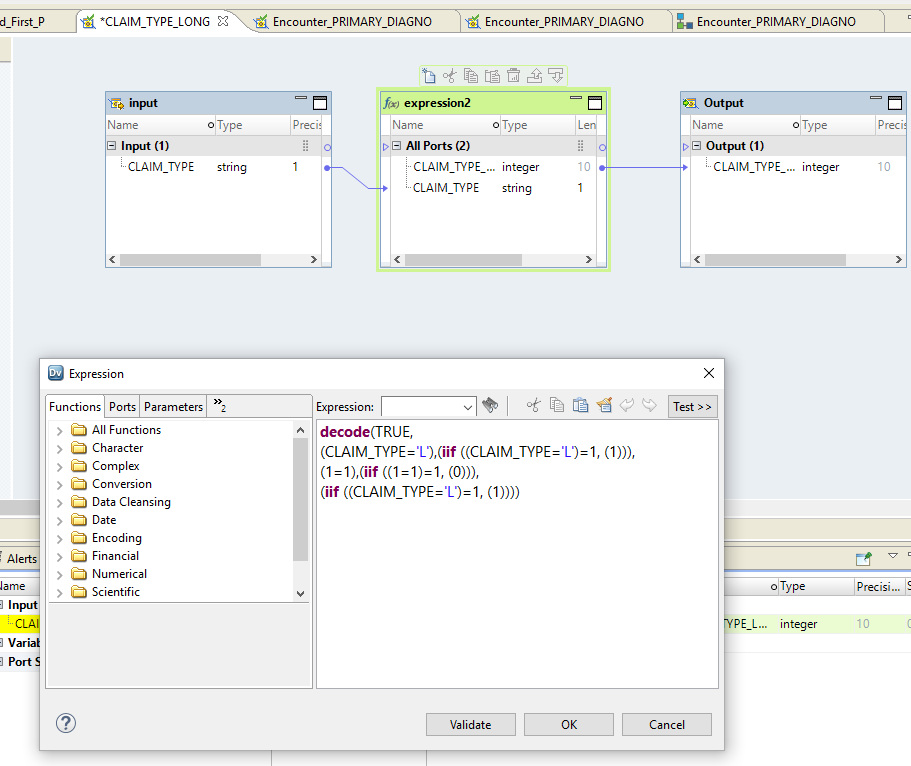 d_First_P
*CLAIM_TYPE_LONG
Encounter_PRIMARY_DIAGNO
Encounter_PRIMARY_DIAGNO
Encounter_PRIMARY_DIAGNO
input
Name Type Precis
Input (1)
CLAIM_TYPE string 1
f(x) expression2
Name Type Len
All Ports (2)
CLAIM_TYPE_... integer 10
CLAIM_TYPE string 1
Output
Name Type Precis
Output (1)
CLAIM_TYPE_... integer 10
Dv Expression
Functions Ports Parameters »2
All Functions
Character
Complex
Conversion
Data Cleansing
Date
Encoding
Financial
Numerical
Scientific
Expression:
Test >>
decode(TRUE,
(CLAIM_TYPE='L'),(iif ((CLAIM_TYPE='L')=1, (1))),
(1=1),(iif ((1=1)=1, (0))),
(iif ((CLAIM_TYPE='L')=1, (1))))
? Validate OK Cancel
Alerts
Name
Input
CLAI
Variab
Port S
Type Precisi... S
TYPE_L... integer 10 0